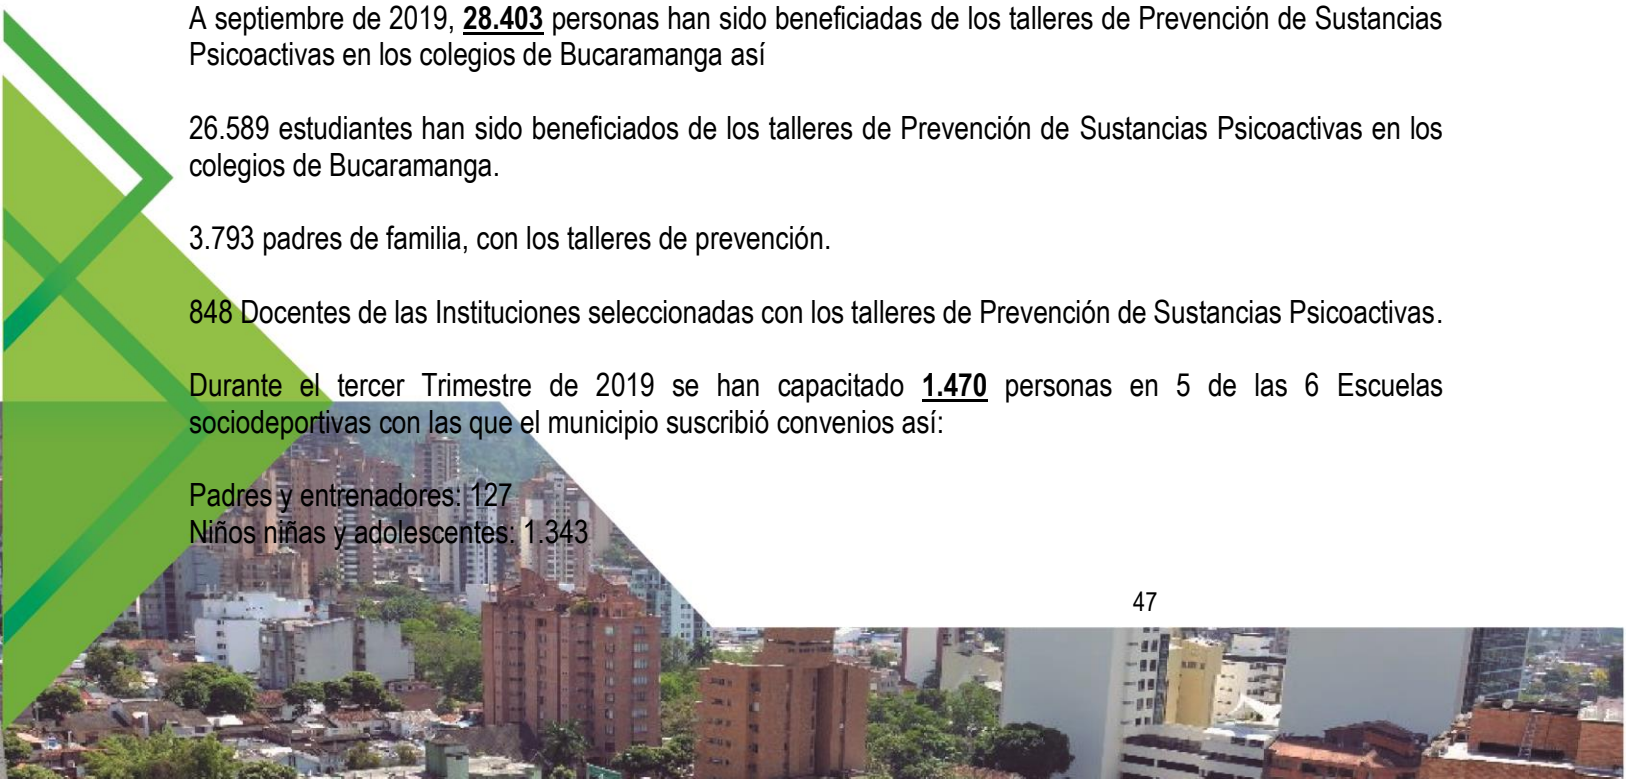 A septiembre de 2019, 28.403 personas han sido beneficiadas de los talleres de Prevención de Sustancias
Psicoactivas en los colegios de Bucaramanga así
26.589 estudiantes han sido beneficiados de los talleres de Prevención de Sustancias Psicoactivas en los
colegios de Bucaramanga.
3.793 padres de familia, con los talleres de prevención.
848 Docentes de las Instituciones seleccionadas con los talleres de Prevención de Sustancias Psicoactivas.
Durante el tercer Trimestre de 2019 se han capacitado 1.470 personas en 5 de las 6 Escuelas
sociodeportivas con las que el municipio suscribió convenios así:
Padres y entrenadores: 127
Niños niñas y adolescentes: 1.343
47